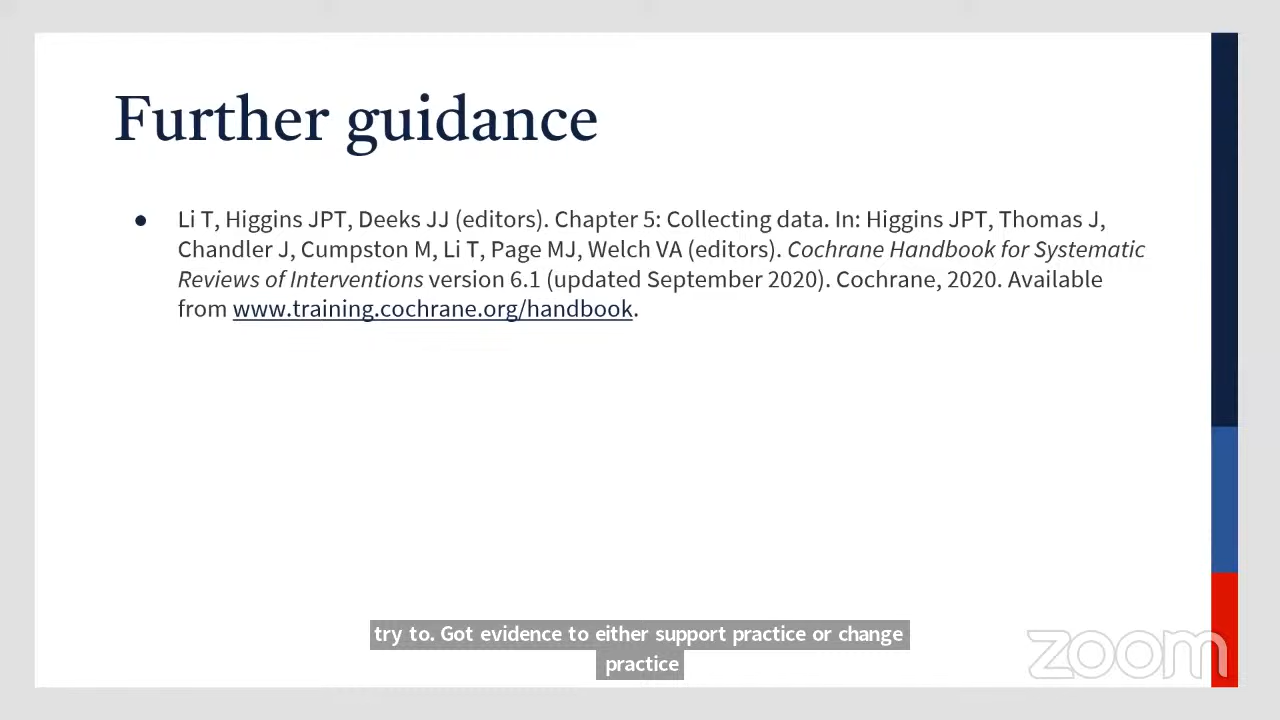 Further guidance
● Li T, Higgins JPT, Deeks JJ (editors). Chapter 5: Collecting data. In: Higgins JPT, Thomas J,
Chandler J, Cumpston M, Li T, Page MJ, Welch VA (editors). Cochrane Handbook for Systematic
Reviews of Interventions version 6.1 (updated September 2020). Cochrane, 2020. Available
from www.training.cochrane.org/handbook.
try to. Got evidence to either support practice or change
practice
zoom